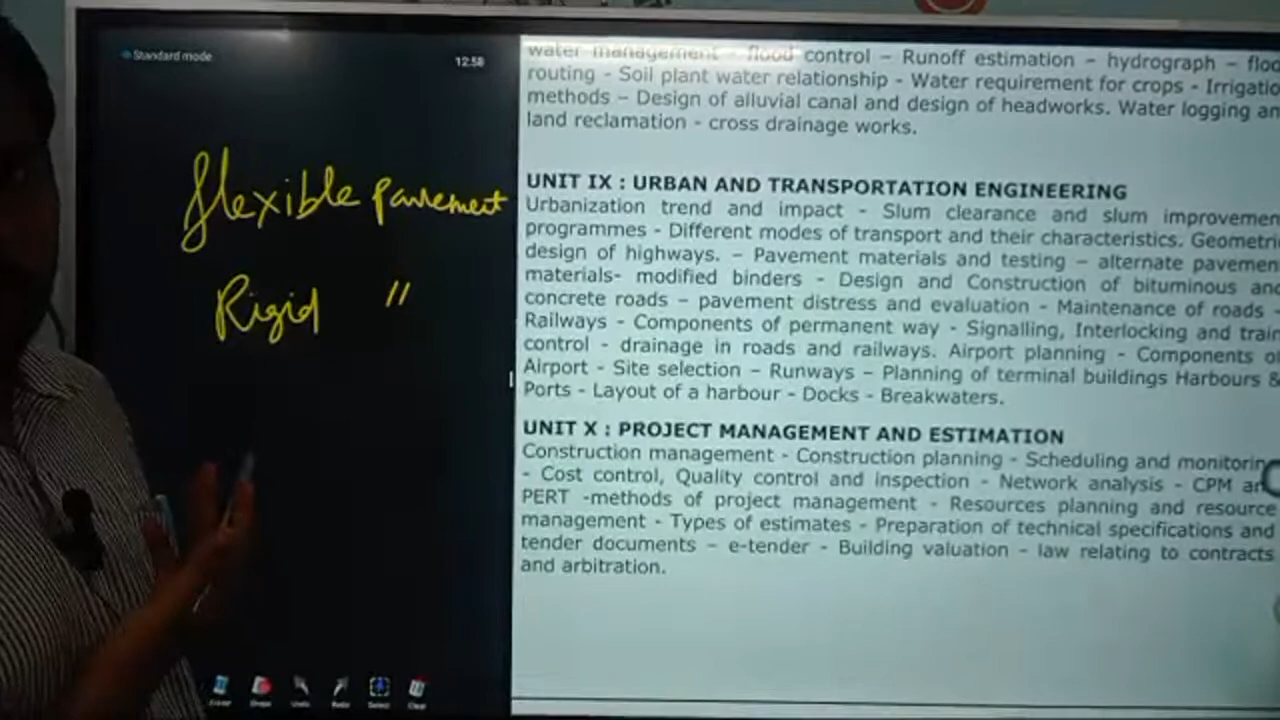 Standard mode
12:58
flexible pavement
Rigid "
water management – flood control – Runoff estimation – hydrograph – floo
routing - Soil plant water relationship - Water requirement for crops - Irrigatio
methods – Design of alluvial canal and design of headworks. Water logging an
land reclamation - cross drainage works.
UNIT IX : URBAN AND TRANSPORTATION ENGINEERING
Urbanization trend and impact - Slum clearance and slum improvemen
programmes - Different modes of transport and their characteristics. Geometri
design of highways. – Pavement materials and testing – alternate pavemen
materials- modified binders - Design and Construction of bituminous and
concrete roads – pavement distress and evaluation - Maintenance of roads -
Railways - Components of permanent way - Signalling, Interlocking and train
control - drainage in roads and railways. Airport planning - Components o
Airport - Site selection – Runways – Planning of terminal buildings Harbours &
Ports - Layout of a harbour - Docks - Breakwaters.
UNIT X : PROJECT MANAGEMENT AND ESTIMATION
Construction management - Construction planning - Scheduling and monitorin
- Cost control, Quality control and inspection - Network analysis - CPM an
PERT -methods of project management - Resources planning and resource
management - Types of estimates - Preparation of technical specifications and
tender documents – e-tender - Building valuation – law relating to contracts
and arbitration.
Select Clear